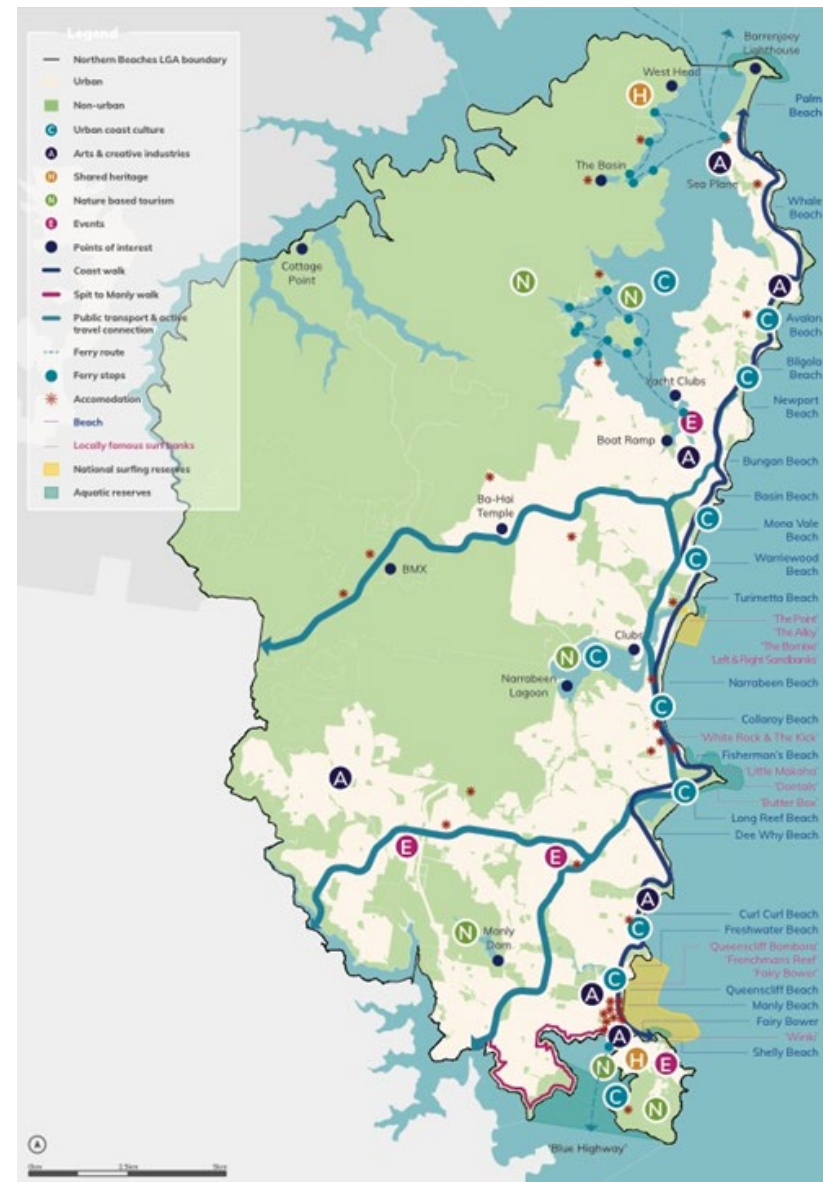 Legend
Northern Beaches LGA boundary
Urban
Non-urban
C Urban coast culture
A Arts & creative industries
H Shared heritage
N Nature based tourism
E Events
Points of interest
Coast walk
Spit to Manly walk
Public transport & active
travel connection
Ferry route
Ferry stops
Accomodation
Beach
Locally famous surf banks
National surfing reserves
Aquatic reserves
Barrenjoey
Lighthouse
West Head
H
Palm
Beach
The Basin
A
Sea Plane
Whale
Beach
Cottage
Point
N
N
C
A
C
Avalon
Beach
C
Bilgola
Beach
Yacht Clubs
Newport
Beach
E
Boat Ramp
A
Bungan Beach
Ba-Hai
Temple
Basin Beach
C
Mona Vale
Beach
C
Warriewood
Beach
BMX
Turimetta Beach
'The Point'
'The Alley'
Clubs
'Left & Right Sandbanks'
N
C
Narrabeen
Lagoon
Narrabeen Beach
C
Collaroy Beach
'White Rock & The Kick'
Fisherman's Beach
A
'Little Makaha'
C
'Butter Box'
Long Reef Beach
Dee Why Beach
E
E
A
Curl Curl Beach
C
Freshwater Beach
N
Manly
Dam
'Queenscliff Bombora'
'Frenchmans Reef'
'Fairy Bower'
C
Queenscliff Beach
A
Manly Beach
Fairy Bower
A
'Winki'
Shelly Beach
N
H
E
C
N
'Blue Highway'
0km
2.5km
5km